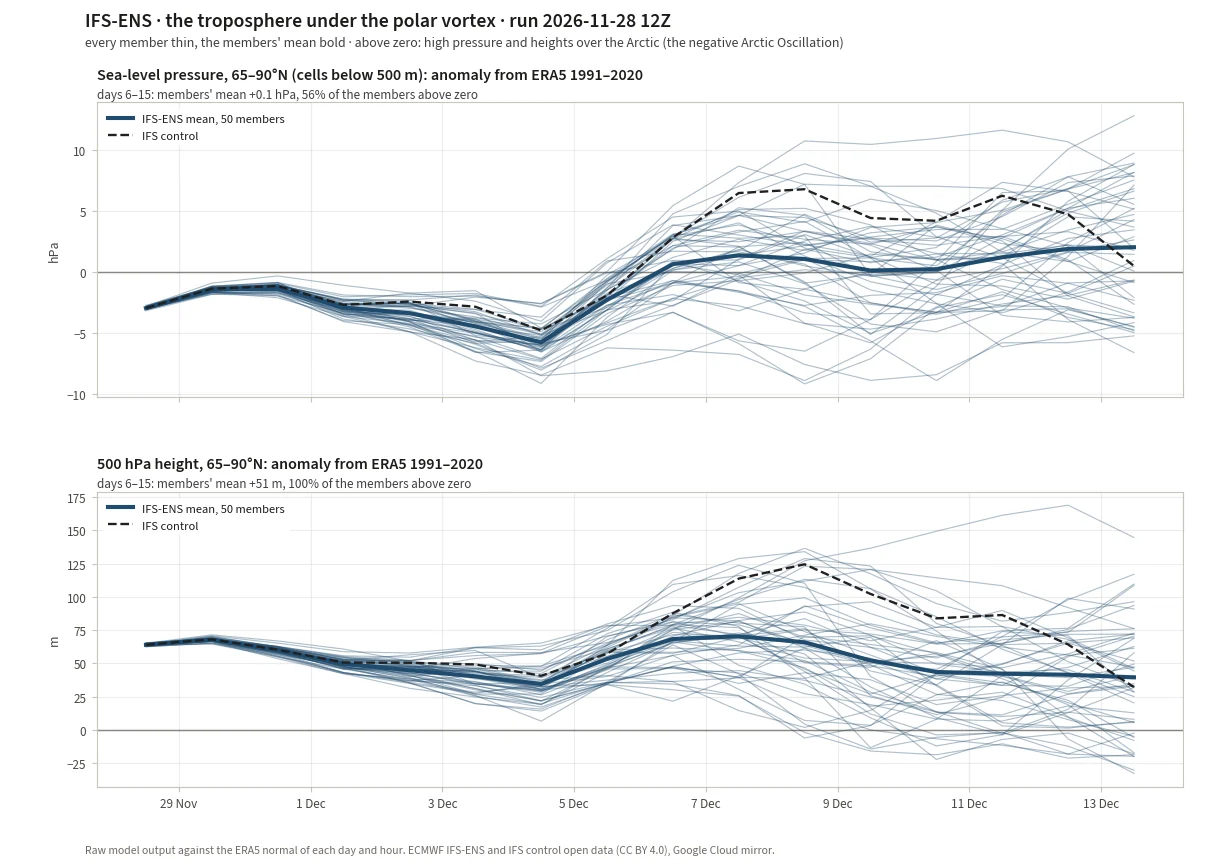 IFS-ENS · the troposphere under the polar vortex · run 2026-11-28 12Z
every member thin, the members' mean bold · above zero: high pressure and heights over the Arctic (the negative Arctic Oscillation)
Sea-level pressure, 65–90°N (cells below 500 m): anomaly from ERA5 1991–2020
days 6–15: members' mean +0.1 hPa, 56% of the members above zero
IFS-ENS mean, 50 members
IFS control
10
5
0
−5
−10
hPa
500 hPa height, 65–90°N: anomaly from ERA5 1991–2020
days 6–15: members' mean +51 m, 100% of the members above zero
IFS-ENS mean, 50 members
IFS control
175
150
125
100
75
50
25
0
−25
m
29 Nov
1 Dec
3 Dec
5 Dec
7 Dec
9 Dec
11 Dec
13 Dec
Raw model output against the ERA5 normal of each day and hour. ECMWF IFS-ENS and IFS control open data (CC BY 4.0), Google Cloud mirror.